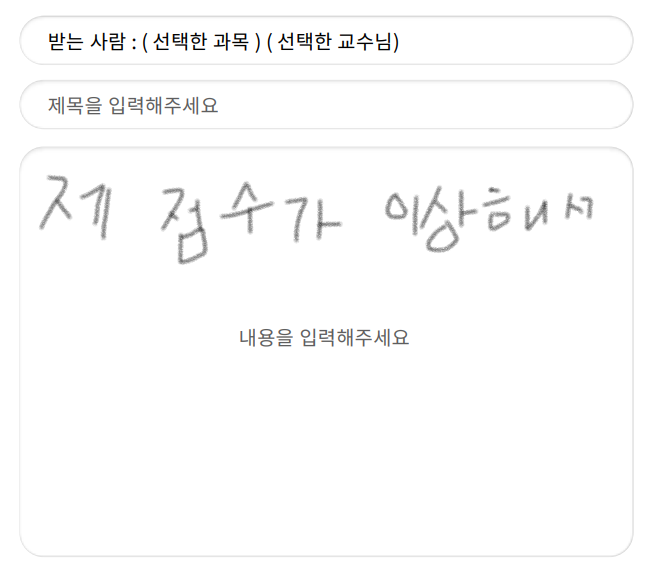 받는 사람 : ( 선택한 과목 ) ( 선택한 교수님)
제목을 입력해주세요
제 점수가 이상해서
내용을 입력해주세요